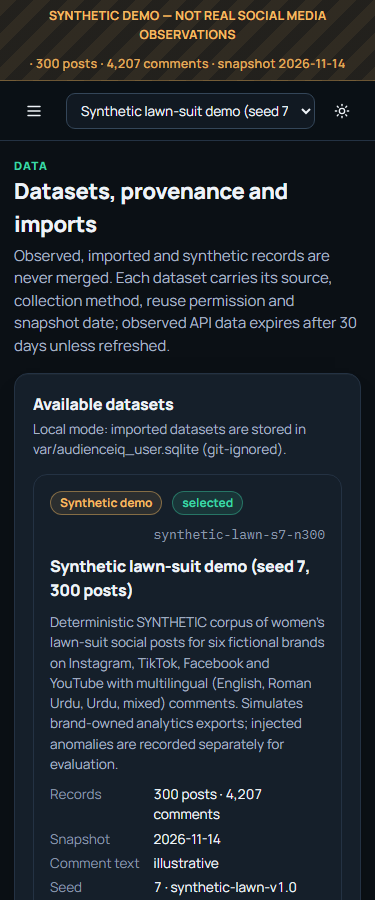 SYNTHETIC DEMO — NOT REAL SOCIAL MEDIA
OBSERVATIONS
· 300 posts · 4,207 comments · snapshot 2026-11-14
Synthetic lawn-suit demo (seed 7
DATA
Datasets, provenance and
imports
Observed, imported and synthetic records are
never merged. Each dataset carries its source,
collection method, reuse permission and
snapshot date; observed API data expires after 30
days unless refreshed.
Available datasets
Local mode: imported datasets are stored in
var/audienceiq_user.sqlite (git-ignored).
Synthetic demo selected
synthetic-lawn-s7-n300
Synthetic lawn-suit demo (seed 7,
300 posts)
Deterministic SYNTHETIC corpus of women's
lawn-suit social posts for six fictional brands
on Instagram, TikTok, Facebook and
YouTube with multilingual (English, Roman
Urdu, Urdu, mixed) comments. Simulates
brand-owned analytics exports; injected
anomalies are recorded separately for
evaluation.
Records 300 posts · 4,207
comments
Snapshot 2026-11-14
Comment text illustrative
Seed 7 · synthetic-lawn-v1.0